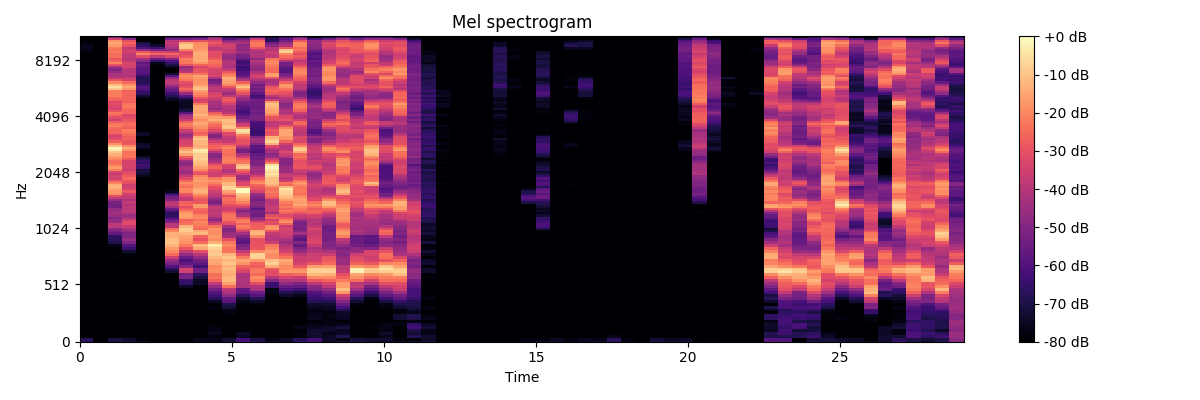 Mel spectrogram
+0 dB
8192
-10 dB
4096
-20 dB
-30 dB
Hz
2048
-40 dB
1024
-50 dB
-60 dB
512
-70 dB
0
-80 dB
0 5 10 15 20 25
Time